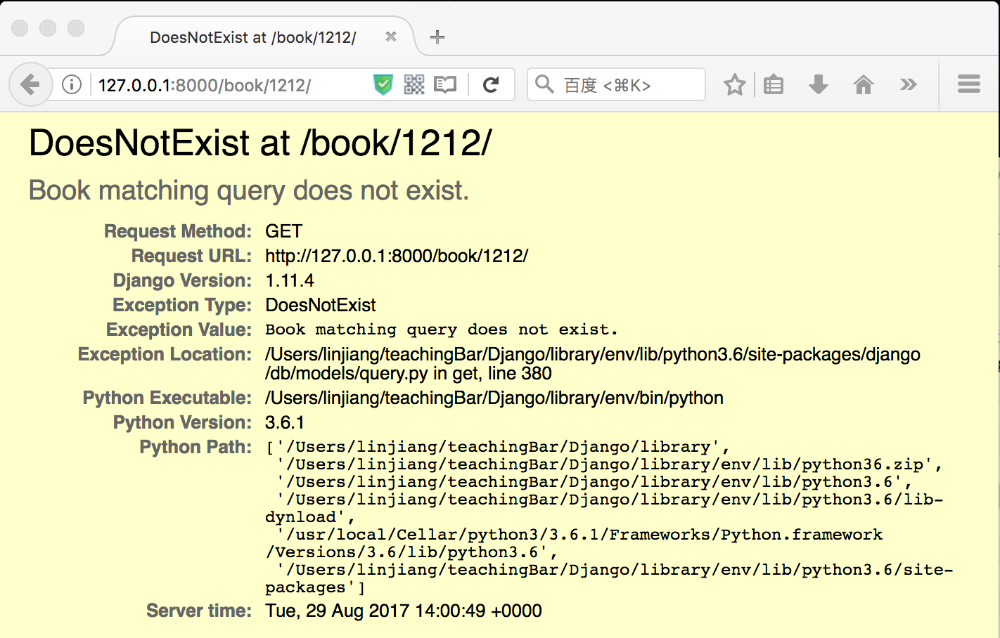 DoesNotExist at /book/1212/
127.0.0.1:8000/book/1212/
百度 <⌘K>
DoesNotExist at /book/1212/
Book matching query does not exist.
Request Method: GET
Request URL: http://127.0.0.1:8000/book/1212/
Django Version: 1.11.4
Exception Type: DoesNotExist
Exception Value: Book matching query does not exist.
Exception Location: /Users/linjiang/teachingBar/Django/library/env/lib/python3.6/site-packages/django
/db/models/query.py in get, line 380
Python Executable: /Users/linjiang/teachingBar/Django/library/env/bin/python
Python Version: 3.6.1
Python Path: ['/Users/linjiang/teachingBar/Django/library',
'/Users/linjiang/teachingBar/Django/library/env/lib/python36.zip',
'/Users/linjiang/teachingBar/Django/library/env/lib/python3.6',
'/Users/linjiang/teachingBar/Django/library/env/lib/python3.6/lib-
dynload',
'/usr/local/Cellar/python3/3.6.1/Frameworks/Python.framework
/Versions/3.6/lib/python3.6',
'/Users/linjiang/teachingBar/Django/library/env/lib/python3.6/site-
packages']
Server time: Tue, 29 Aug 2017 14:00:49 +0000